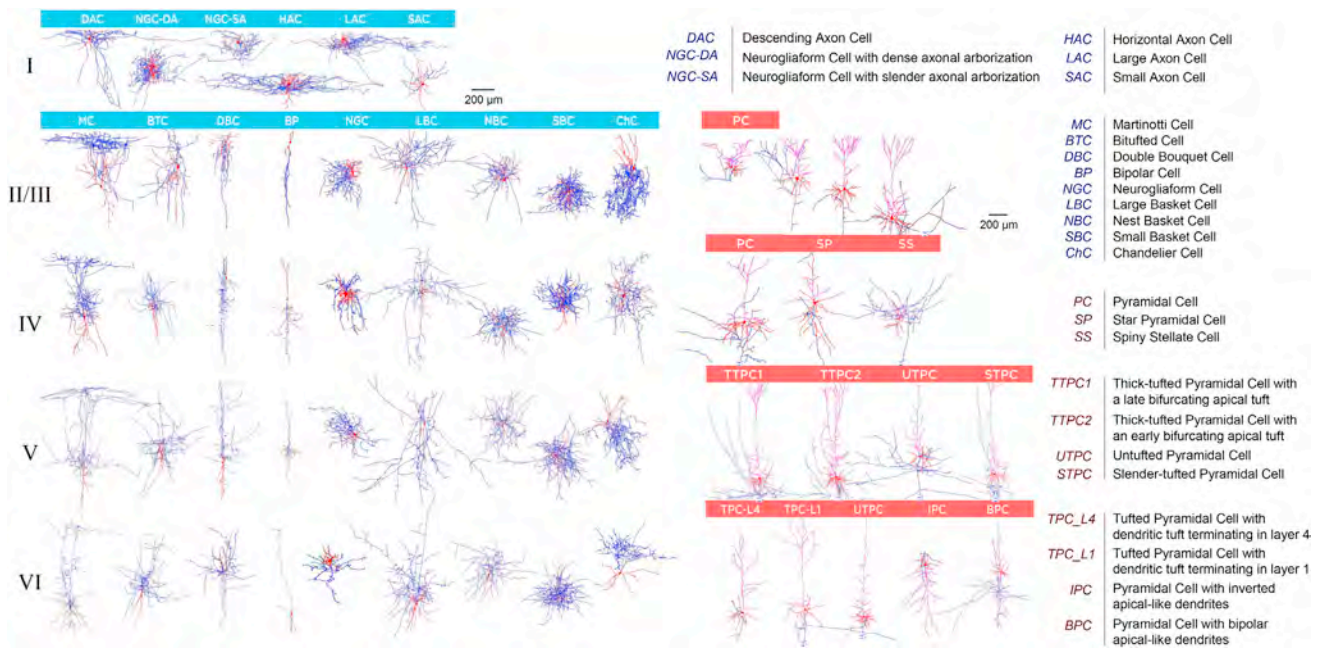 DAC NGC-DA NGC-SA HAC LAC SAC
I
200 µm
DAC Descending Axon Cell
NGC-DA Neurogliaform Cell with dense axonal arborization
NGC-SA Neurogliaform Cell with slender axonal arborization
HAC Horizontal Axon Cell
LAC Large Axon Cell
SAC Small Axon Cell
MC BTC DBC BP NGC LBC NBC SBC ChC
II/III
PC
200 µm
MC Martinotti Cell
BTC Bitufted Cell
DBC Double Bouquet Cell
BP Bipolar Cell
NGC Neurogliaform Cell
LBC Large Basket Cell
NBC Nest Basket Cell
SBC Small Basket Cell
ChC Chandelier Cell
IV
PC SP SS
PC Pyramidal Cell
SP Star Pyramidal Cell
SS Spiny Stellate Cell
V
TTPC1 TTPC2 UTPC STPC
TTPC1 Thick-tufted Pyramidal Cell with
a late bifurcating apical tuft
TTPC2 Thick-tufted Pyramidal Cell with
an early bifurcating apical tuft
UTPC Untufted Pyramidal Cell
STPC Slender-tufted Pyramidal Cell
VI
TPC-L4 TPC-L1 UTPC IPC BPC
TPC_L4 Tufted Pyramidal Cell with
dendritic tuft terminating in layer 4
TPC_L1 Tufted Pyramidal Cell with
dendritic tuft terminating in layer 1
IPC Pyramidal Cell with inverted
apical-like dendrites
BPC Pyramidal Cell with bipolar
apical-like dendrites